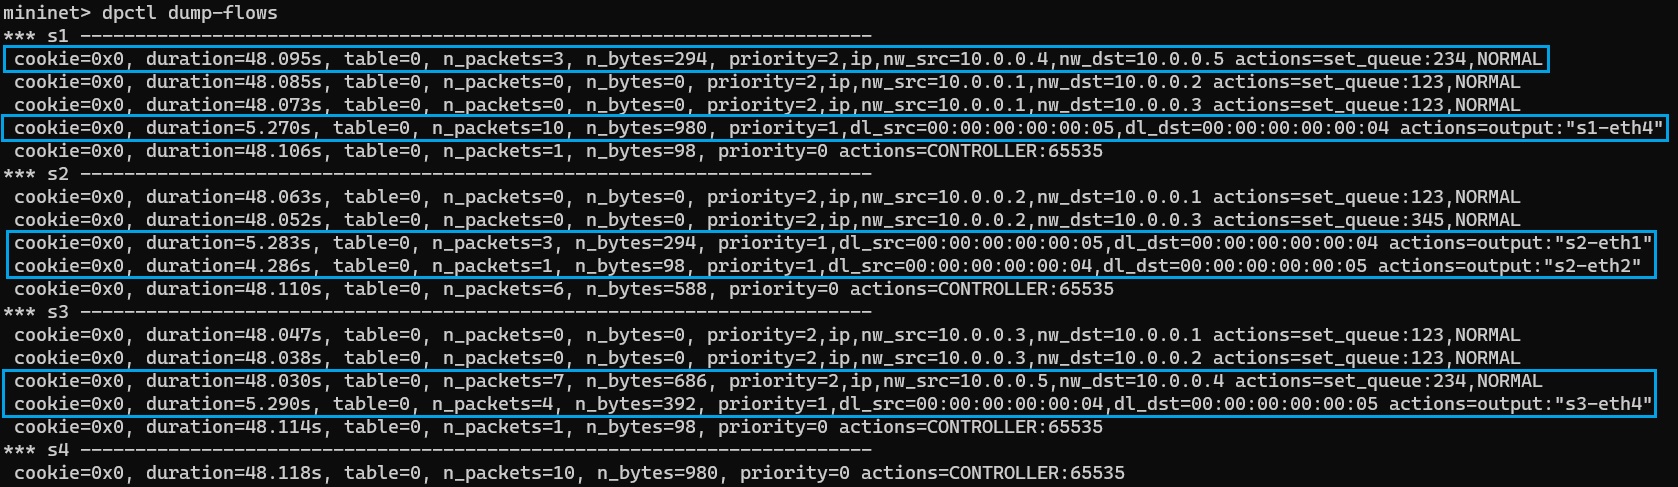 mininet> dpctl dump-flows
*** s1 ------------------------------------------------------------------------
 cookie=0x0, duration=48.095s, table=0, n_packets=3, n_bytes=294, priority=2,ip,nw_src=10.0.0.4,nw_dst=10.0.0.5 actions=set_queue:234,NORMAL
 cookie=0x0, duration=48.085s, table=0, n_packets=0, n_bytes=0, priority=2,ip,nw_src=10.0.0.1,nw_dst=10.0.0.2 actions=set_queue:123,NORMAL
 cookie=0x0, duration=48.073s, table=0, n_packets=0, n_bytes=0, priority=2,ip,nw_src=10.0.0.1,nw_dst=10.0.0.3 actions=set_queue:123,NORMAL
 cookie=0x0, duration=5.270s, table=0, n_packets=10, n_bytes=980, priority=1,dl_src=00:00:00:00:00:05,dl_dst=00:00:00:00:00:04 actions=output:"s1-eth4"
 cookie=0x0, duration=48.106s, table=0, n_packets=1, n_bytes=98, priority=0 actions=CONTROLLER:65535
*** s2 ------------------------------------------------------------------------
 cookie=0x0, duration=48.063s, table=0, n_packets=0, n_bytes=0, priority=2,ip,nw_src=10.0.0.2,nw_dst=10.0.0.1 actions=set_queue:123,NORMAL
 cookie=0x0, duration=48.052s, table=0, n_packets=0, n_bytes=0, priority=2,ip,nw_src=10.0.0.2,nw_dst=10.0.0.3 actions=set_queue:345,NORMAL
 cookie=0x0, duration=5.283s, table=0, n_packets=3, n_bytes=294, priority=1,dl_src=00:00:00:00:00:05,dl_dst=00:00:00:00:00:04 actions=output:"s2-eth1"
 cookie=0x0, duration=4.286s, table=0, n_packets=1, n_bytes=98, priority=1,dl_src=00:00:00:00:00:04,dl_dst=00:00:00:00:00:05 actions=output:"s2-eth2"
 cookie=0x0, duration=48.110s, table=0, n_packets=6, n_bytes=588, priority=0 actions=CONTROLLER:65535
*** s3 ------------------------------------------------------------------------
 cookie=0x0, duration=48.047s, table=0, n_packets=0, n_bytes=0, priority=2,ip,nw_src=10.0.0.3,nw_dst=10.0.0.1 actions=set_queue:123,NORMAL
 cookie=0x0, duration=48.038s, table=0, n_packets=0, n_bytes=0, priority=2,ip,nw_src=10.0.0.3,nw_dst=10.0.0.2 actions=set_queue:123,NORMAL
 cookie=0x0, duration=48.030s, table=0, n_packets=7, n_bytes=686, priority=2,ip,nw_src=10.0.0.5,nw_dst=10.0.0.4 actions=set_queue:234,NORMAL
 cookie=0x0, duration=5.290s, table=0, n_packets=4, n_bytes=392, priority=1,dl_src=00:00:00:00:00:04,dl_dst=00:00:00:00:00:05 actions=output:"s3-eth4"
 cookie=0x0, duration=48.114s, table=0, n_packets=1, n_bytes=98, priority=0 actions=CONTROLLER:65535
*** s4 ------------------------------------------------------------------------
 cookie=0x0, duration=48.118s, table=0, n_packets=10, n_bytes=980, priority=0 actions=CONTROLLER:65535